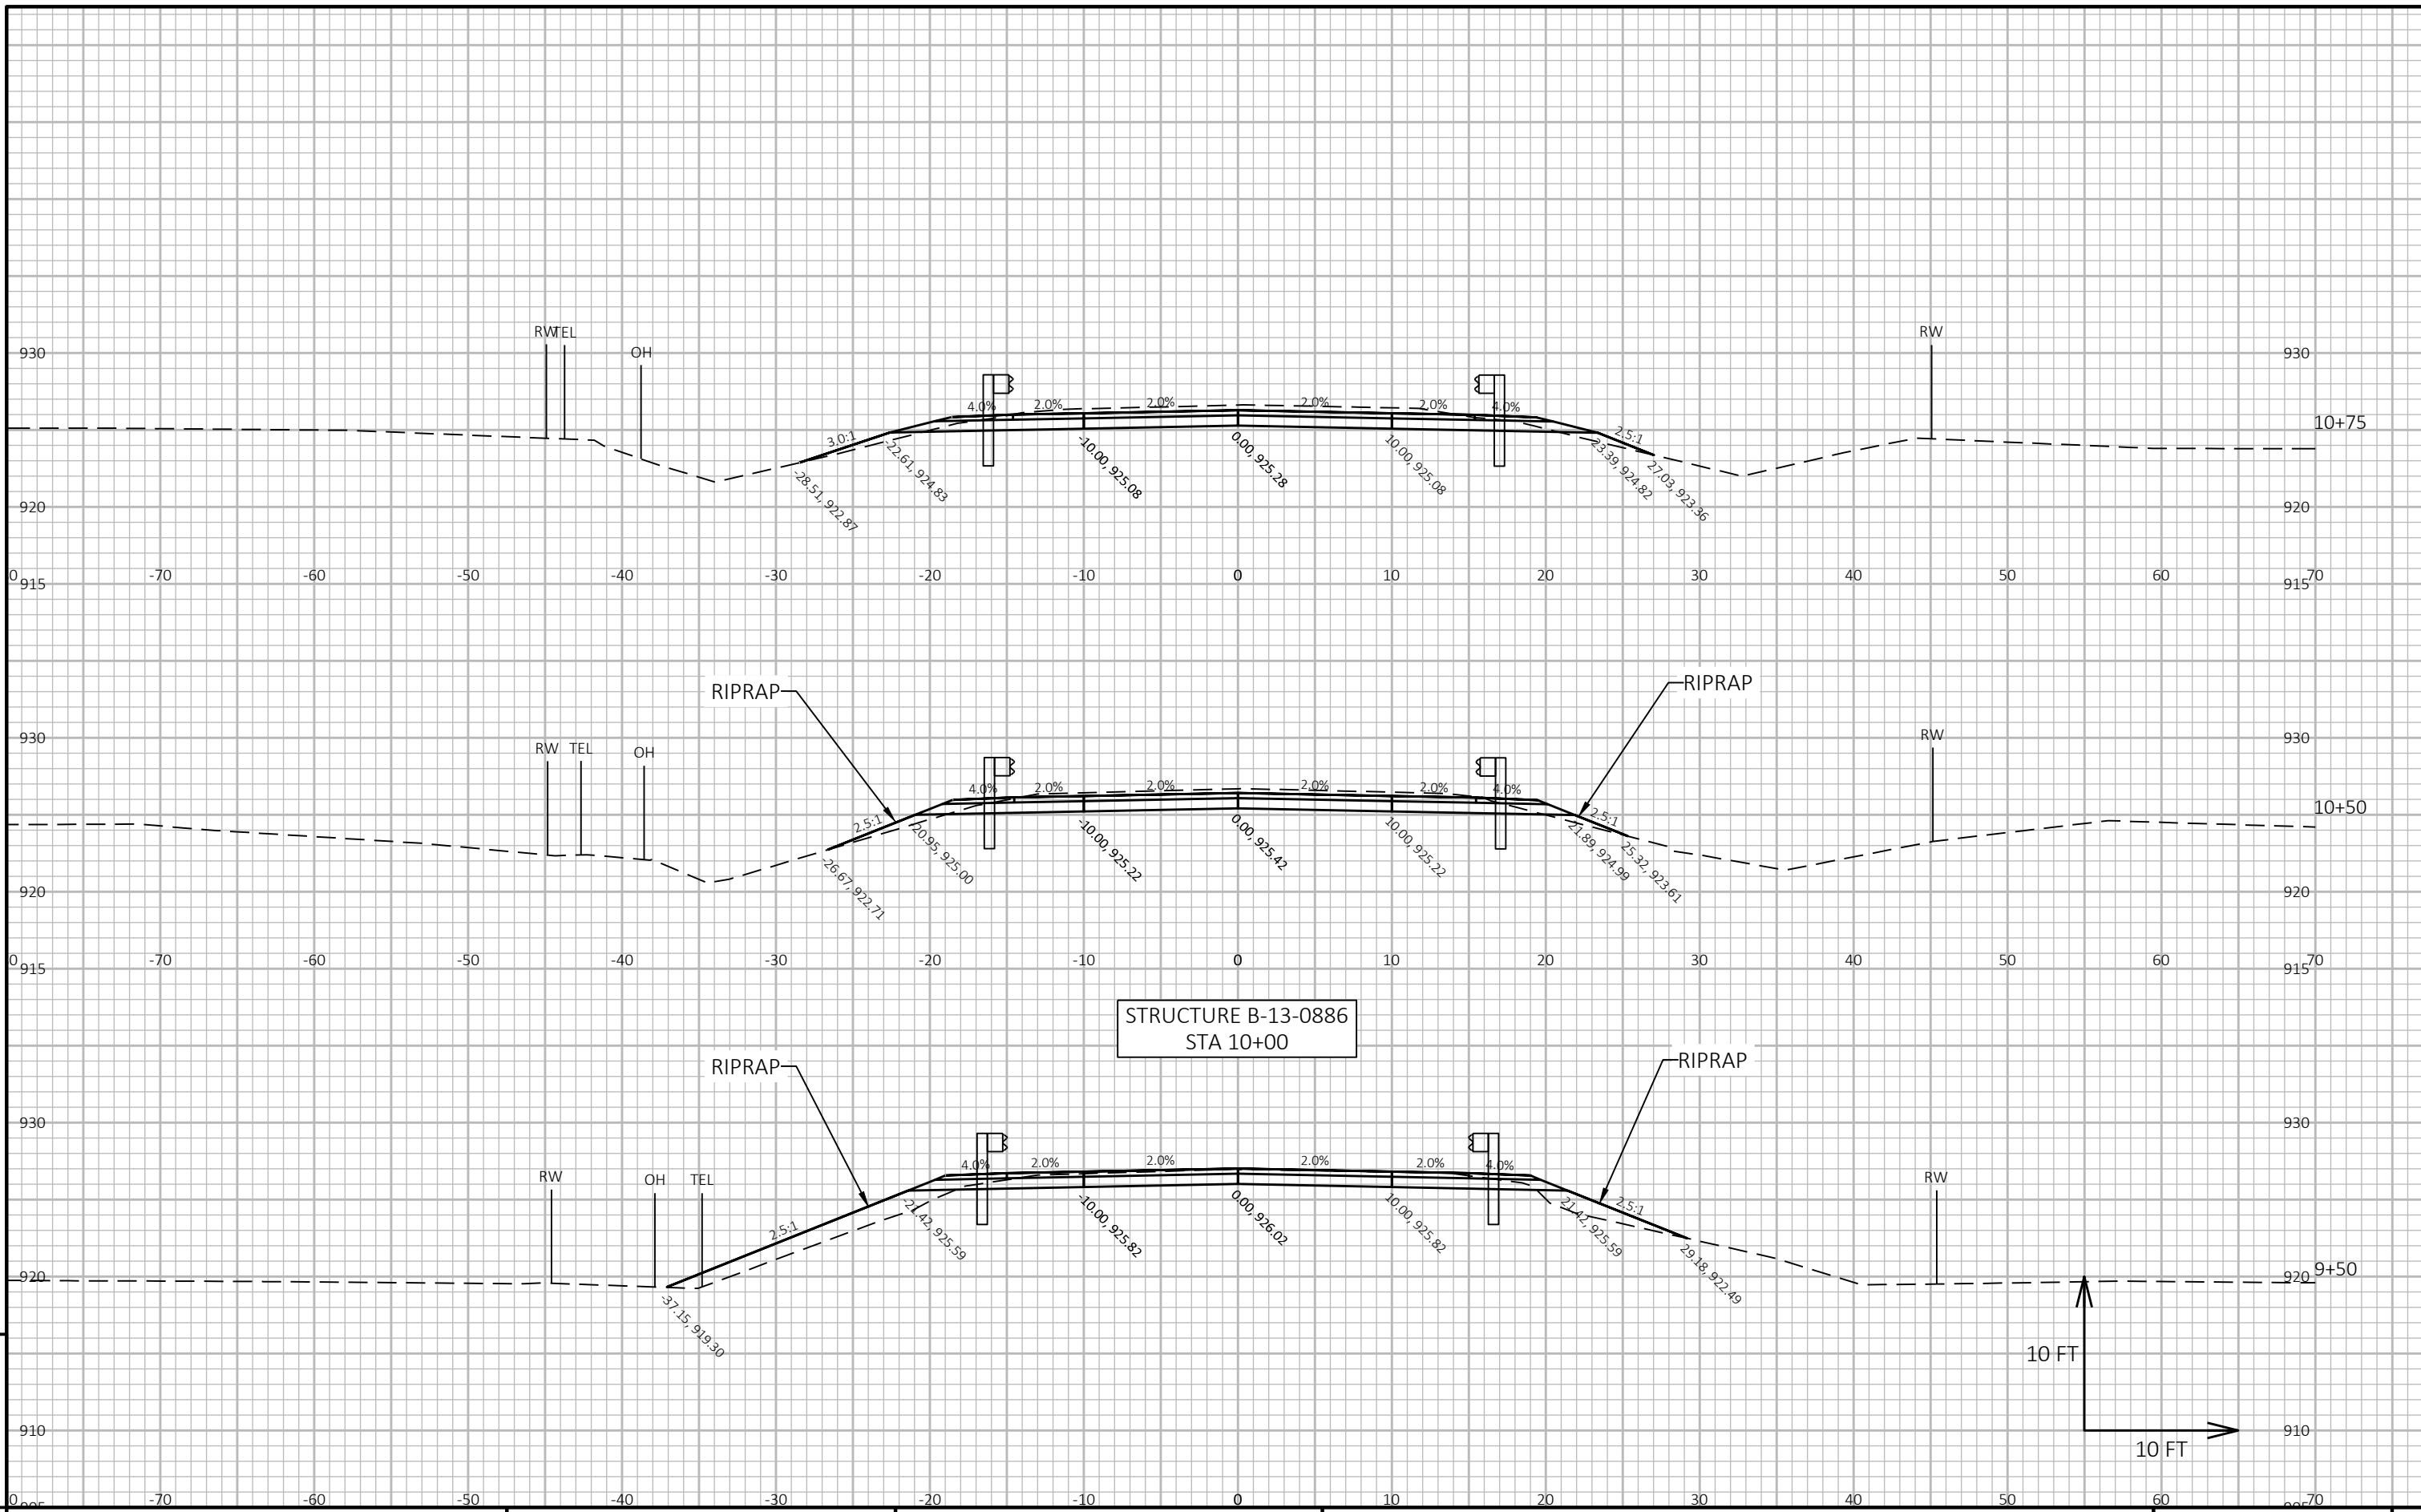 RW TEL
OH
RW
930
930
4.0% 2.0% 2.0% 2.0% 2.0% 4.0%
3.0:1
2.5:1
10+75
-28.51, 922.87
-22.61, 924.83
-10.00, 925.08
0.00, 925.28
10.00, 925.08
23.39, 924.82
27.03, 923.36
920
920
0 -70 -60 -50 -40 -30 -20 -10 0 10 20 30 40 50 60 70
915
915
RIPRAP
RIPRAP
930
930
RW TEL OH
RW
4.0% 2.0% 2.0% 2.0% 2.0% 4.0%
2.5:1
2.5:1
10+50
-26.67, 922.71
-20.95, 925.00
-10.00, 925.22
0.00, 925.42
10.00, 925.22
21.89, 924.99
25.32, 923.61
920
920
0 -70 -60 -50 -40 -30 -20 -10 0 10 20 30 40 50 60 70
915
915
STRUCTURE B-13-0886
STA 10+00
RIPRAP
RIPRAP
930
930
RW OH TEL
RW
4.0% 2.0% 2.0% 2.0% 2.0% 4.0%
2.5:1
2.5:1
-37.15, 919.30
-21.42, 925.59
-10.00, 925.82
0.00, 926.02
10.00, 925.82
21.42, 925.59
29.18, 922.49
920
920
9+50
10 FT
910
910
10 FT
0 -70 -60 -50 -40 -30 -20 -10 0 10 20 30 40 50 60 70